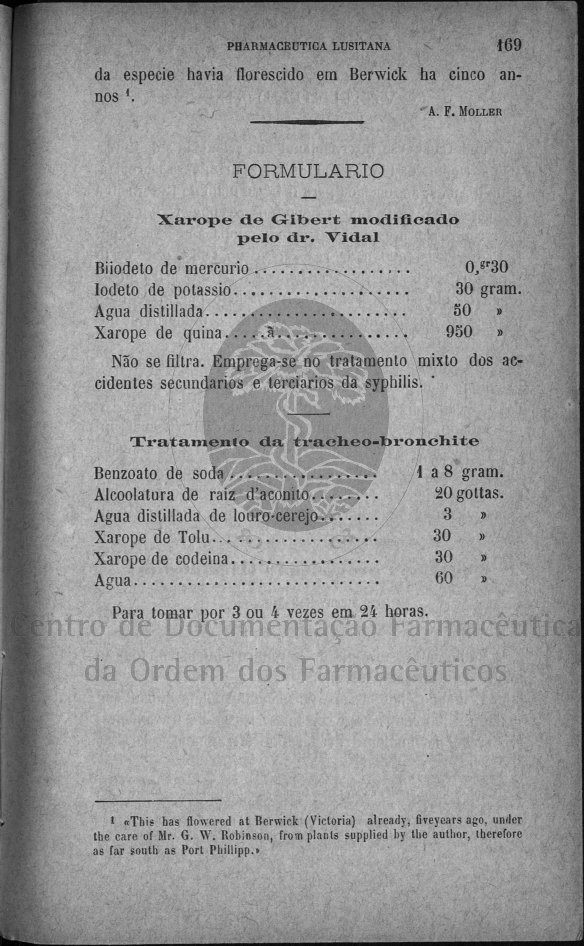 PHARMACEUTICA LUSITANA 169
da especie havia florescido em Berwick ha cinco an-
nos ¹.
A. F. MOLLER
FORMULARIO
Xarope de Gibert modificado
pelo dr. Vidal
Biiodeto de mercurio .................. 0,gr30
Iodeto de potassio..................... 30 gram.
Agua distillada........................ 50 »
Xarope de quina........................ 950 »
Não se filtra. Emprega-se no tratamento mixto dos ac-
cidentes secundarios e terciarios da syphilis.
Tratamento da tracheo-bronchite
Benzoato de soda .................. 1 a 8 gram.
Alcoolatura de raiz d'aconito........ 20 gottas.
Agua distillada de louro-cerejo....... 3 »
Xarope de Tolu.................... 30 »
Xarope de codeina.................. 30 »
Agua............................. 60 »
Para tomar por 3 ou 4 vezes em 24 horas.
entro de Documentação Farmacêutica
da Ordem dos Farmacêuticos
¹ «This has flowered at Berwick (Victoria) already, fiveyears ago, under
the care of Mr. G. W. Robinson, from plants supplied by the author, therefore
as far south as Port Phillipp.»